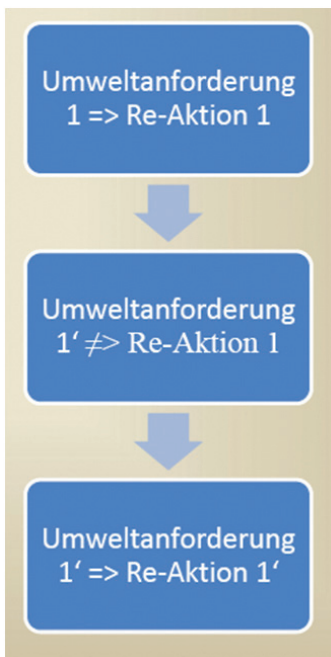 Umweltanforderung
1 => Re-Aktion 1
Umweltanforderung
1‘ ≠> Re-Aktion 1
Umweltanforderung
1‘ => Re-Aktion 1‘